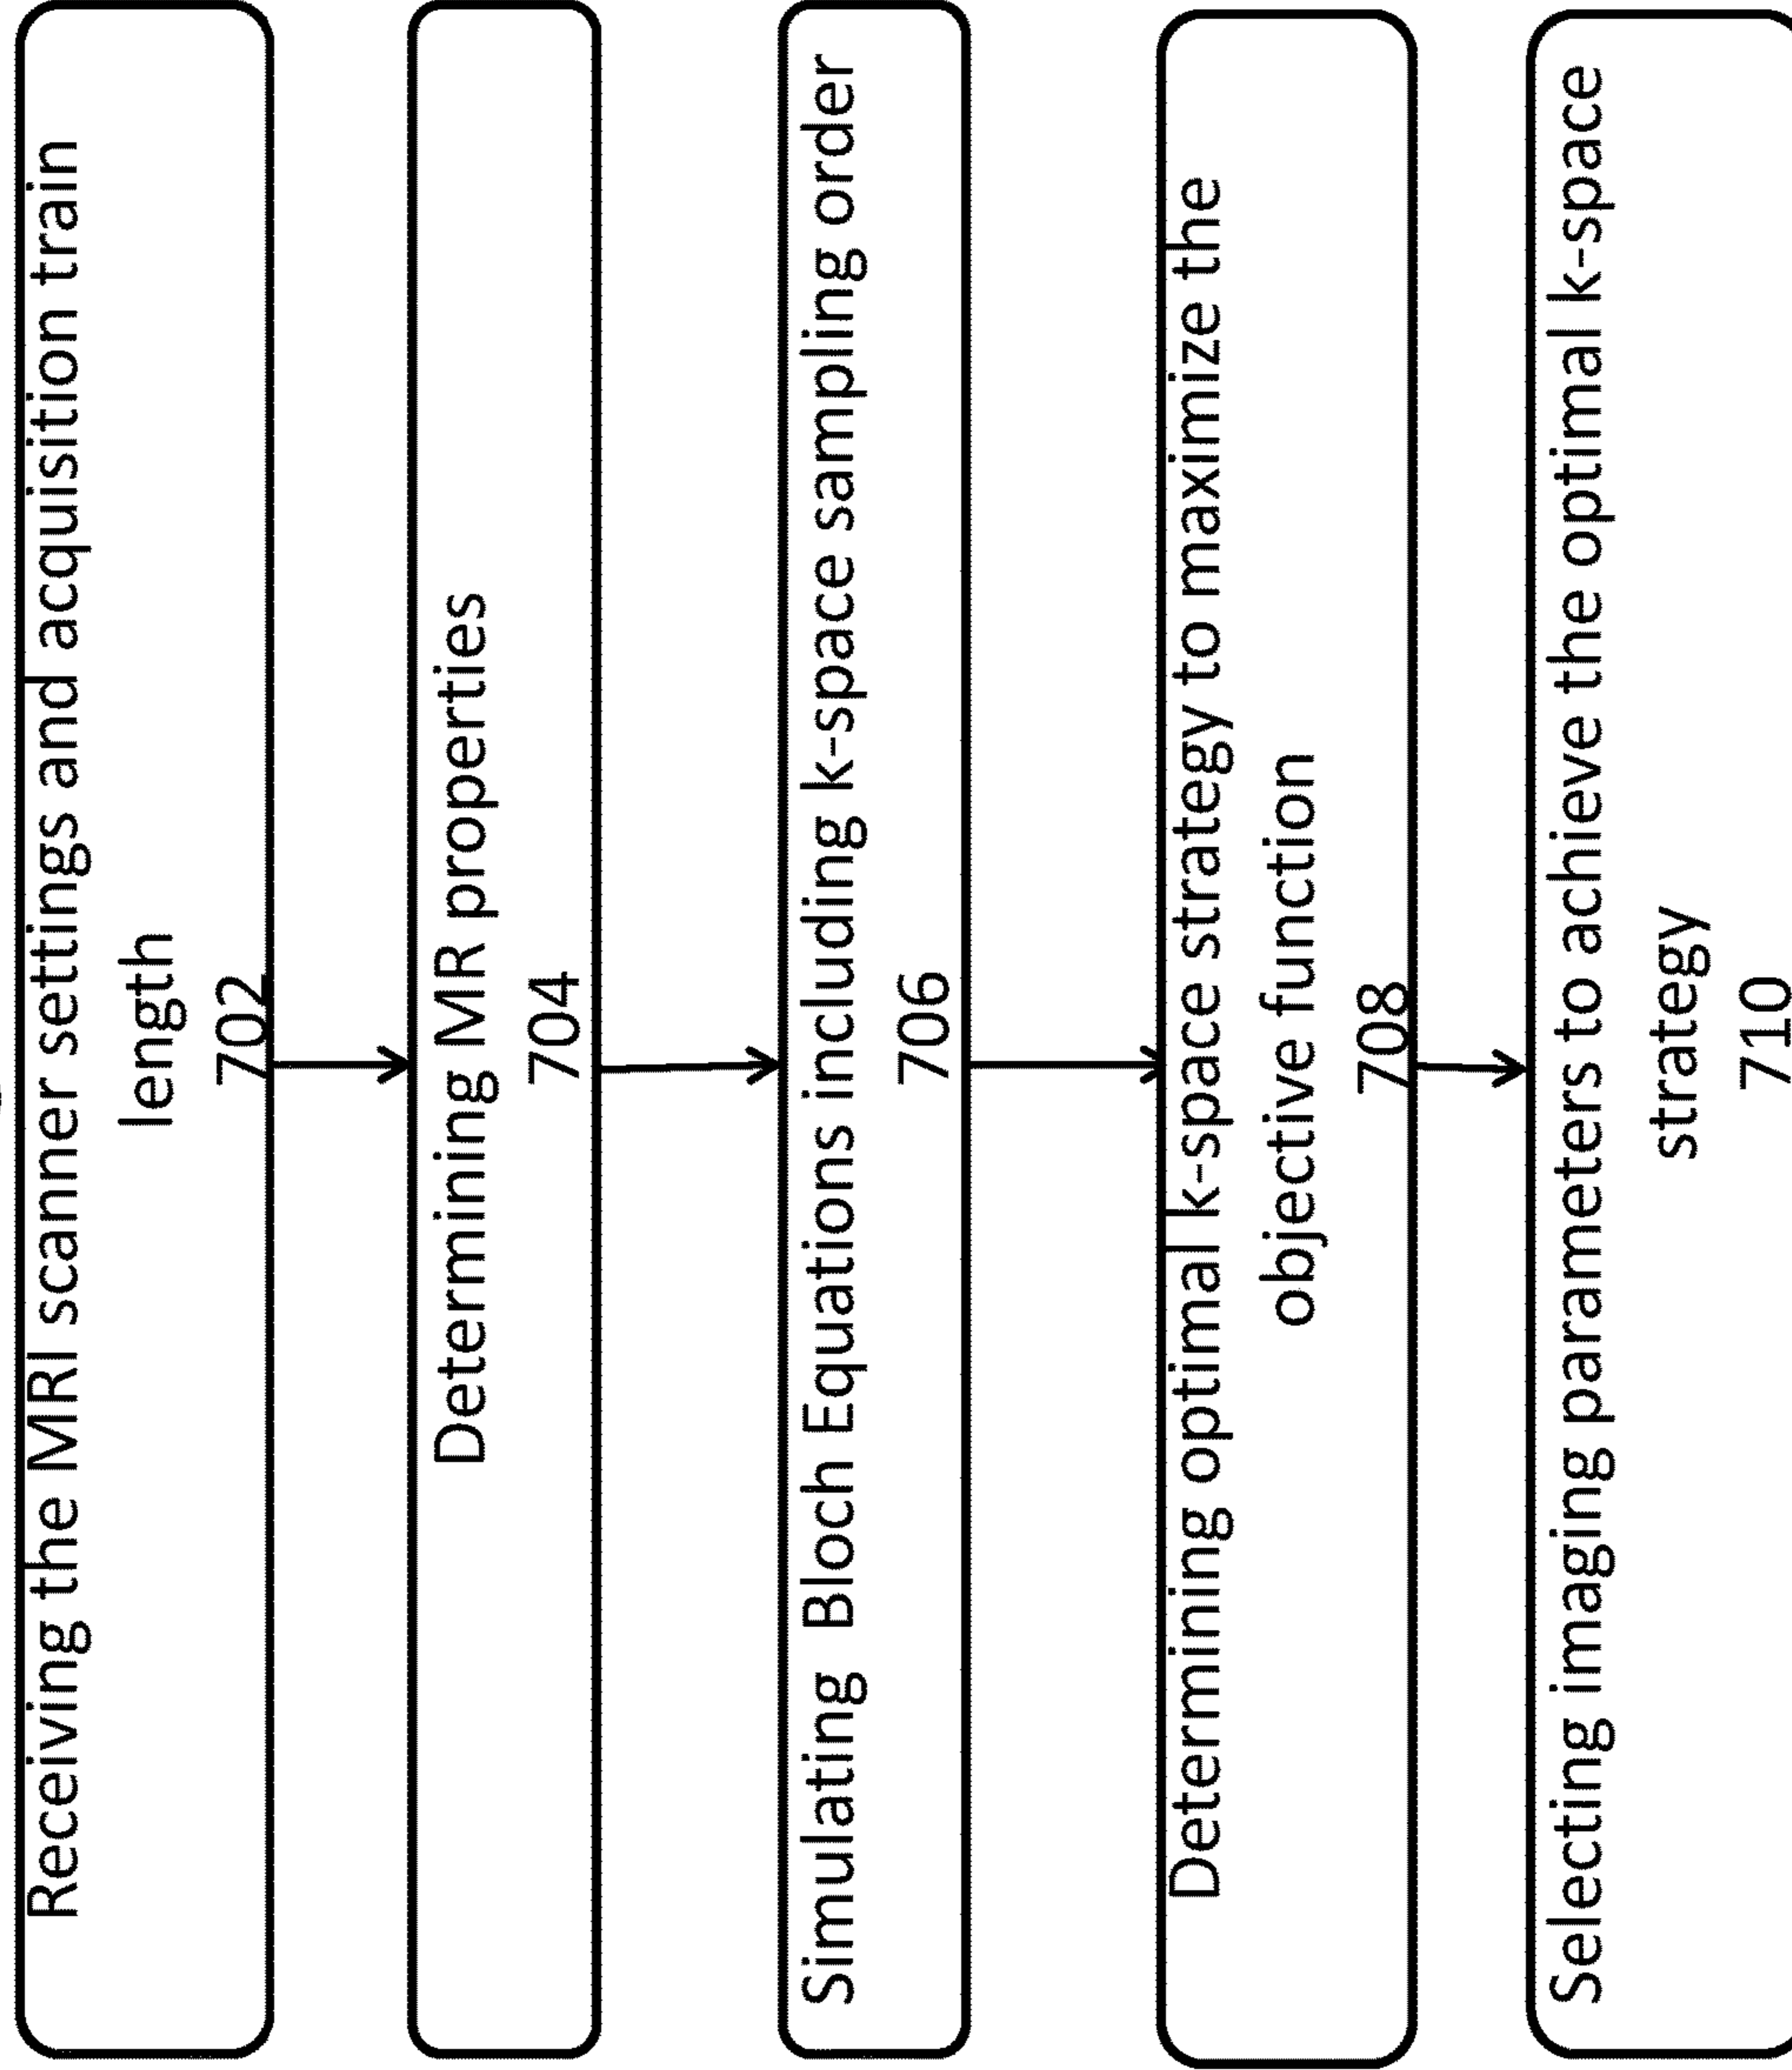 Receiving the MRI scanner settings and acquisition train
length
702
Determining MR properties
704
Simulating  Bloch Equations including k-space sampling order
706
Determining optimal k-space strategy to maximize the
objective function
708
Selecting imaging parameters to achieve the optimal k-space
strategy
710